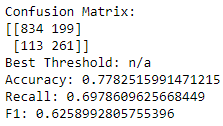 Confusion Matrix:
[[834 199]
 [113 261]]
Best Threshold: n/a
Accuracy: 0.7782515991471215
Recall: 0.6978609625668449
F1: 0.6258992805755396